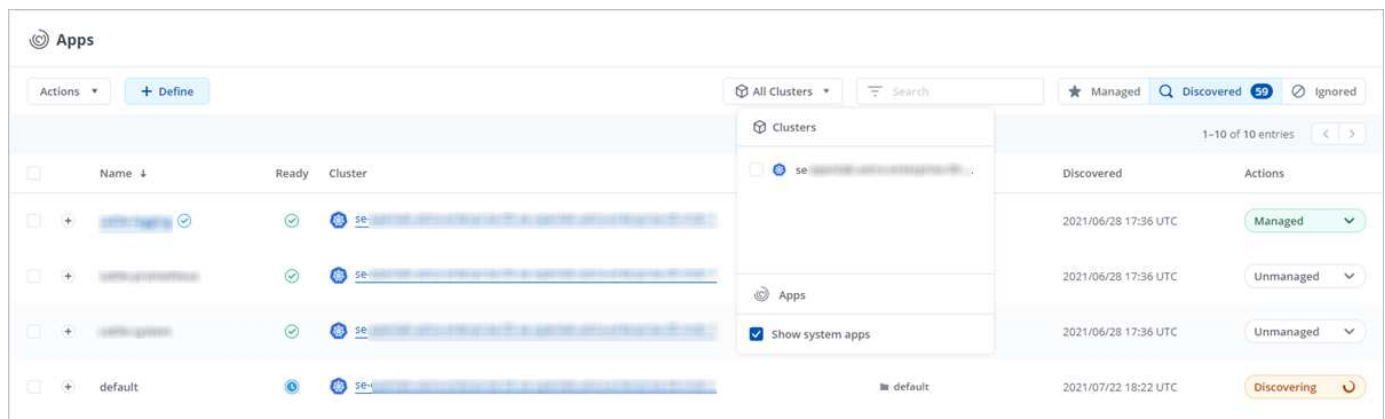 Apps
Actions + Define All Clusters Search Managed Discovered 59 Ignored
Clusters 1–10 of 10 entries
Name Ready Cluster se Discovered Actions
se- 2021/06/28 17:36 UTC Managed
se- 2021/06/28 17:36 UTC Unmanaged
Apps
se- Show system apps 2021/06/28 17:36 UTC Unmanaged
default se- default 2021/07/22 18:22 UTC Discovering